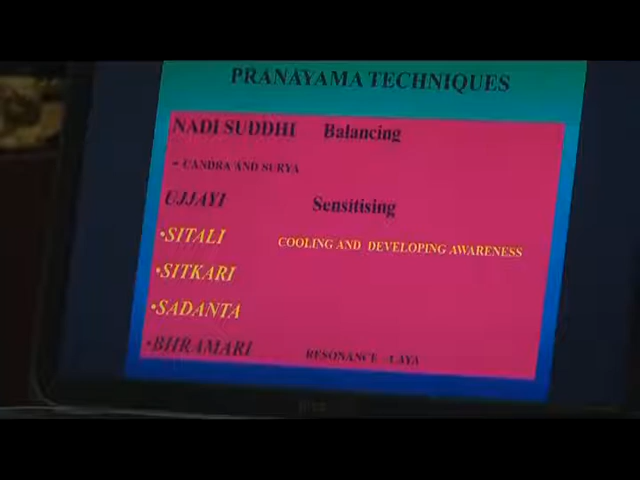 PRANAYAMA TECHNIQUES
NADI SUDDHI Balancing
- CANDRA AND SURYA
UJJAYI Sensitising
•SITALI COOLING AND DEVELOPING AWARENESS
•SITKARI
•SADANTA
•BHRAMARI RESONANCE - LAYA